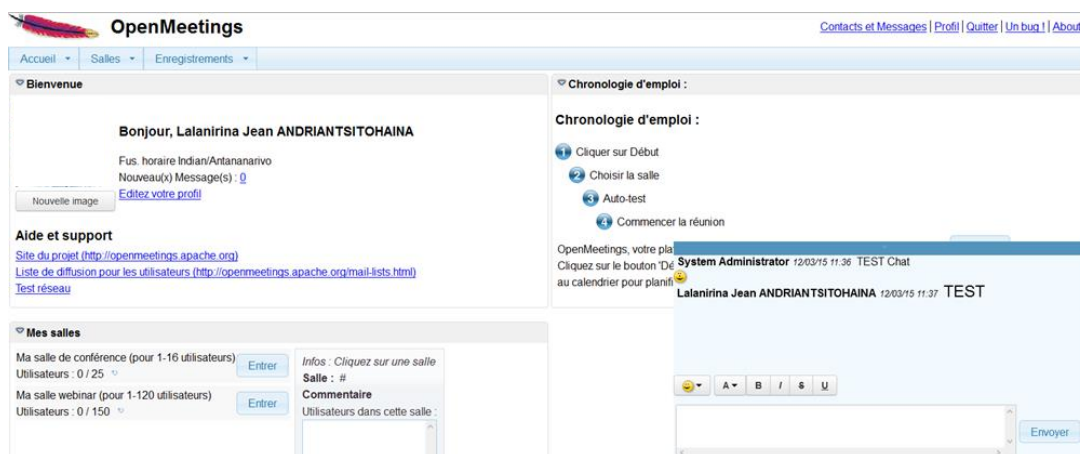 OpenMeetings
Contacts et Messages | Profil | Quitter | Un bug ! | About
Accueil Salles Enregistrements
Bienvenue
Bonjour, Lalanirina Jean ANDRIANTSITOHAINA
Fus. horaire Indian/Antananarivo
Nouveau(x) Message(s) : 0
Editez votre profil
Nouvelle image
Aide et support
Site du projet (http://openmeetings.apache.org)
Liste de diffusion pour les utilisateurs (http://openmeetings.apache.org/mail-lists.html)
Test réseau
Mes salles
Ma salle de conférence (pour 1-16 utilisateurs)
Utilisateurs : 0 / 25
Entrer
Ma salle webinar (pour 1-120 utilisateurs)
Utilisateurs : 0 / 150
Entrer
Infos : Cliquez sur une salle
Salle : #
Commentaire
Utilisateurs dans cette salle :
Chronologie d'emploi :
Chronologie d'emploi :
1 Cliquer sur Début
2 Choisir la salle
3 Auto-test
4 Commencer la réunion
OpenMeetings, votre pla
Cliquez sur le bouton 'Dé
au calendrier pour planifi
System Administrator 12/03/15 11:36 TEST Chat
Lalanirina Jean ANDRIANTSITOHAINA 12/03/15 11:37 TEST
A B I S U
Envoyer